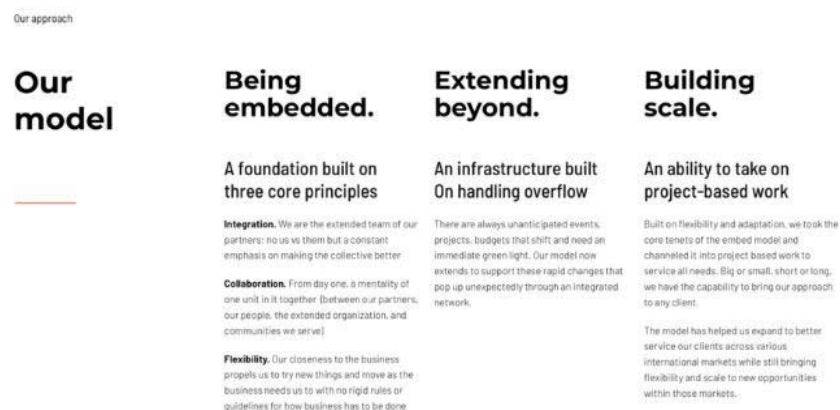 Our approach
Our
model
Being
embedded.
A foundation built on
three core principles
Integration. We are the extended team of our
partners: no us vs them but a constant
emphasis on making the collective better
Collaboration. From day one, a mentality of
one unit in it together (between our partners,
our people, the extended organization, and
communities we serve)
Flexibility. Our closeness to the business
propels us to try new things and move as the
business needs us to with no rigid rules or
guidelines for how business has to be done
Extending
beyond.
An infrastructure built
On handling overflow
There are always unanticipated events,
projects, budgets that shift and need an
immediate green light. Our model now
extends to support these rapid changes that
pop up unexpectedly through an integrated
network.
Building
scale.
An ability to take on
project-based work
Built on flexibility and adaptation, we took the
core tenets of the embed model and
channeled it into project based work to
service all needs. Big or small, short or long,
we have the capability to bring our approach
to any client.
The model has helped us expand to better
service our clients across various
international markets while still bringing
flexibility and scale to new opportunities
within those markets.